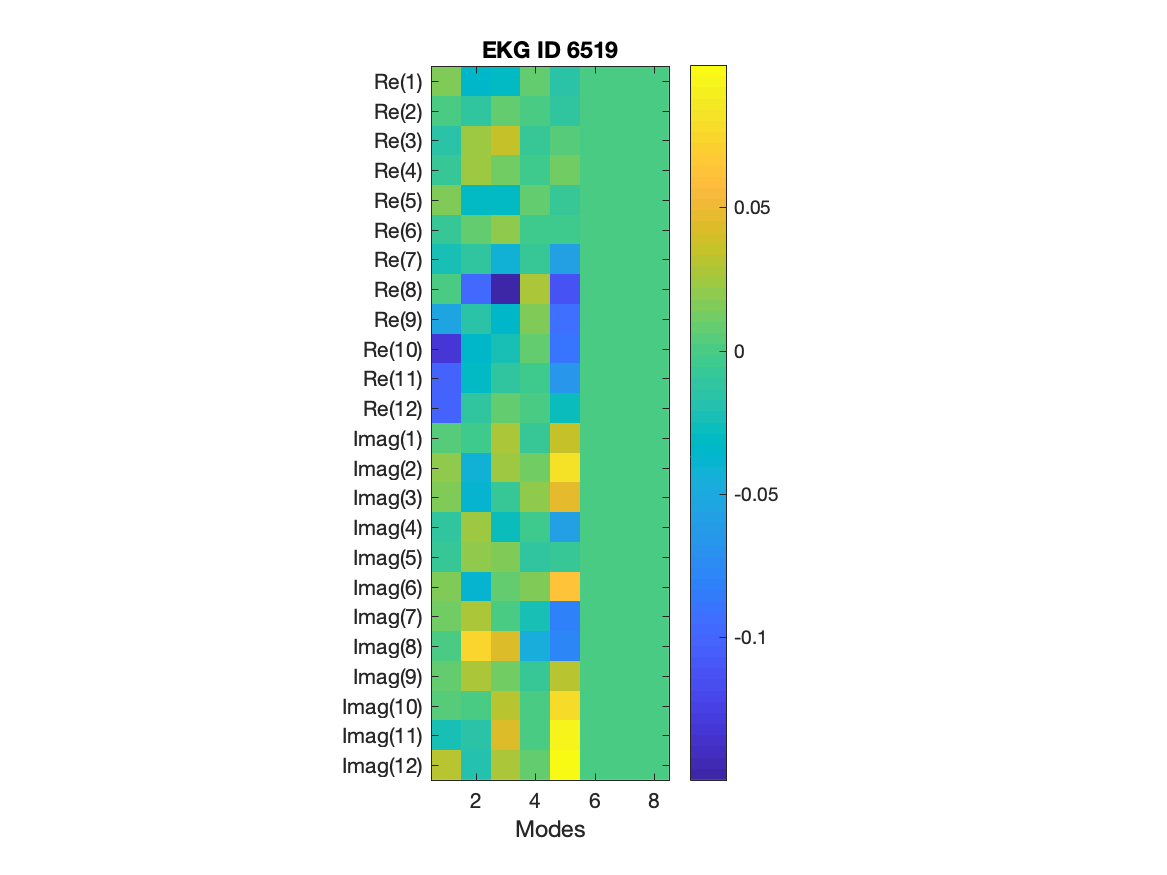 EKG ID 6519
Re(1)
Re(2)
Re(3)
Re(4)
Re(5)
Re(6)
Re(7)
Re(8)
Re(9)
Re(10)
Re(11)
Re(12)
Imag(1)
Imag(2)
Imag(3)
Imag(4)
Imag(5)
Imag(6)
Imag(7)
Imag(8)
Imag(9)
Imag(10)
Imag(11)
Imag(12)
2 4 6 8
Modes
0.05
0
-0.05
-0.1